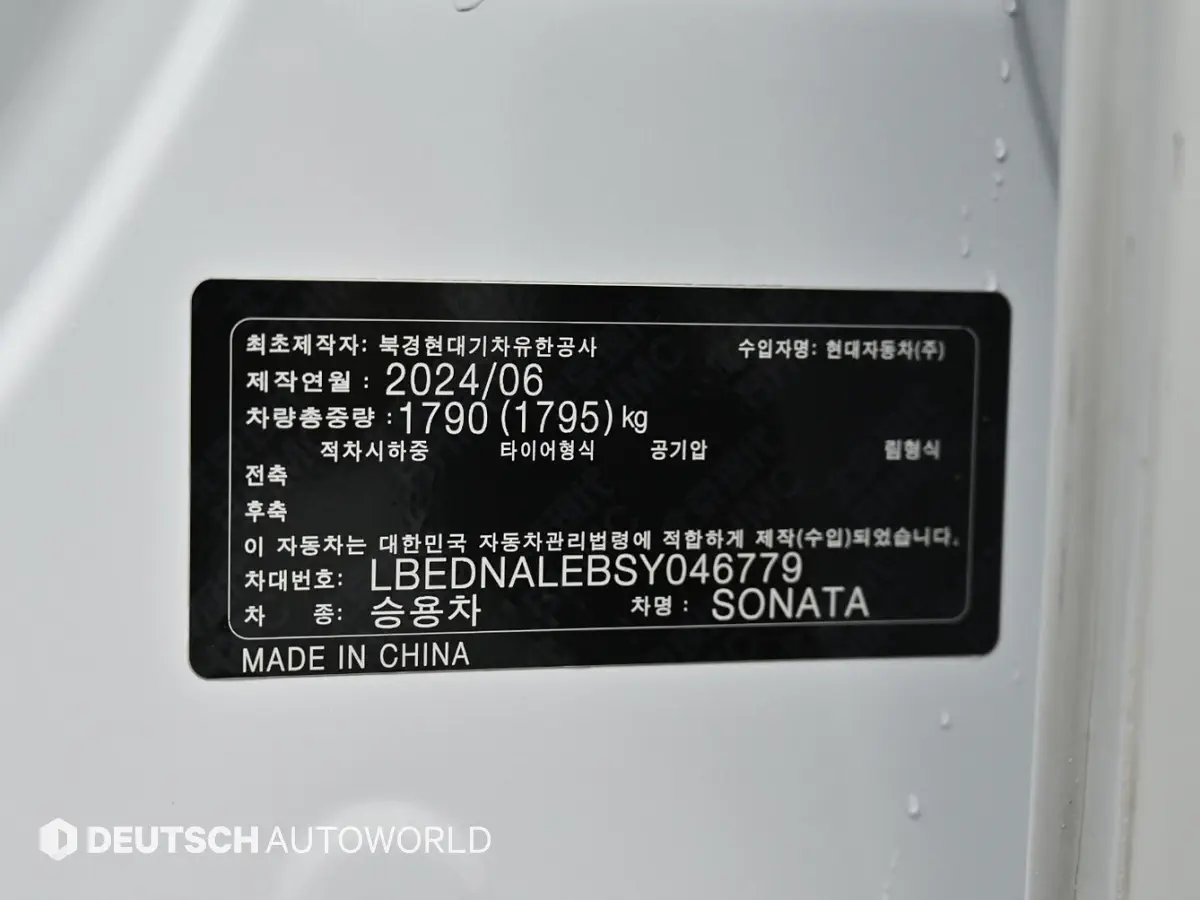 최초제작자: 북경현대기차유한공사 수입자명: 현대자동차(주)
제작연월 : 2024/06
차량총중량 : 1790 (1795) kg
적차시하중 타이어형식 공기압 림형식
전축
후축
이 자동차는 대한민국 자동차관리법령에 적합하게 제작(수입)되었습니다.
차대번호: LBEDNALEBSY046779
차 종: 승용차 차명 : SONATA
MADE IN CHINA
DEUTSCH AUTOWORLD